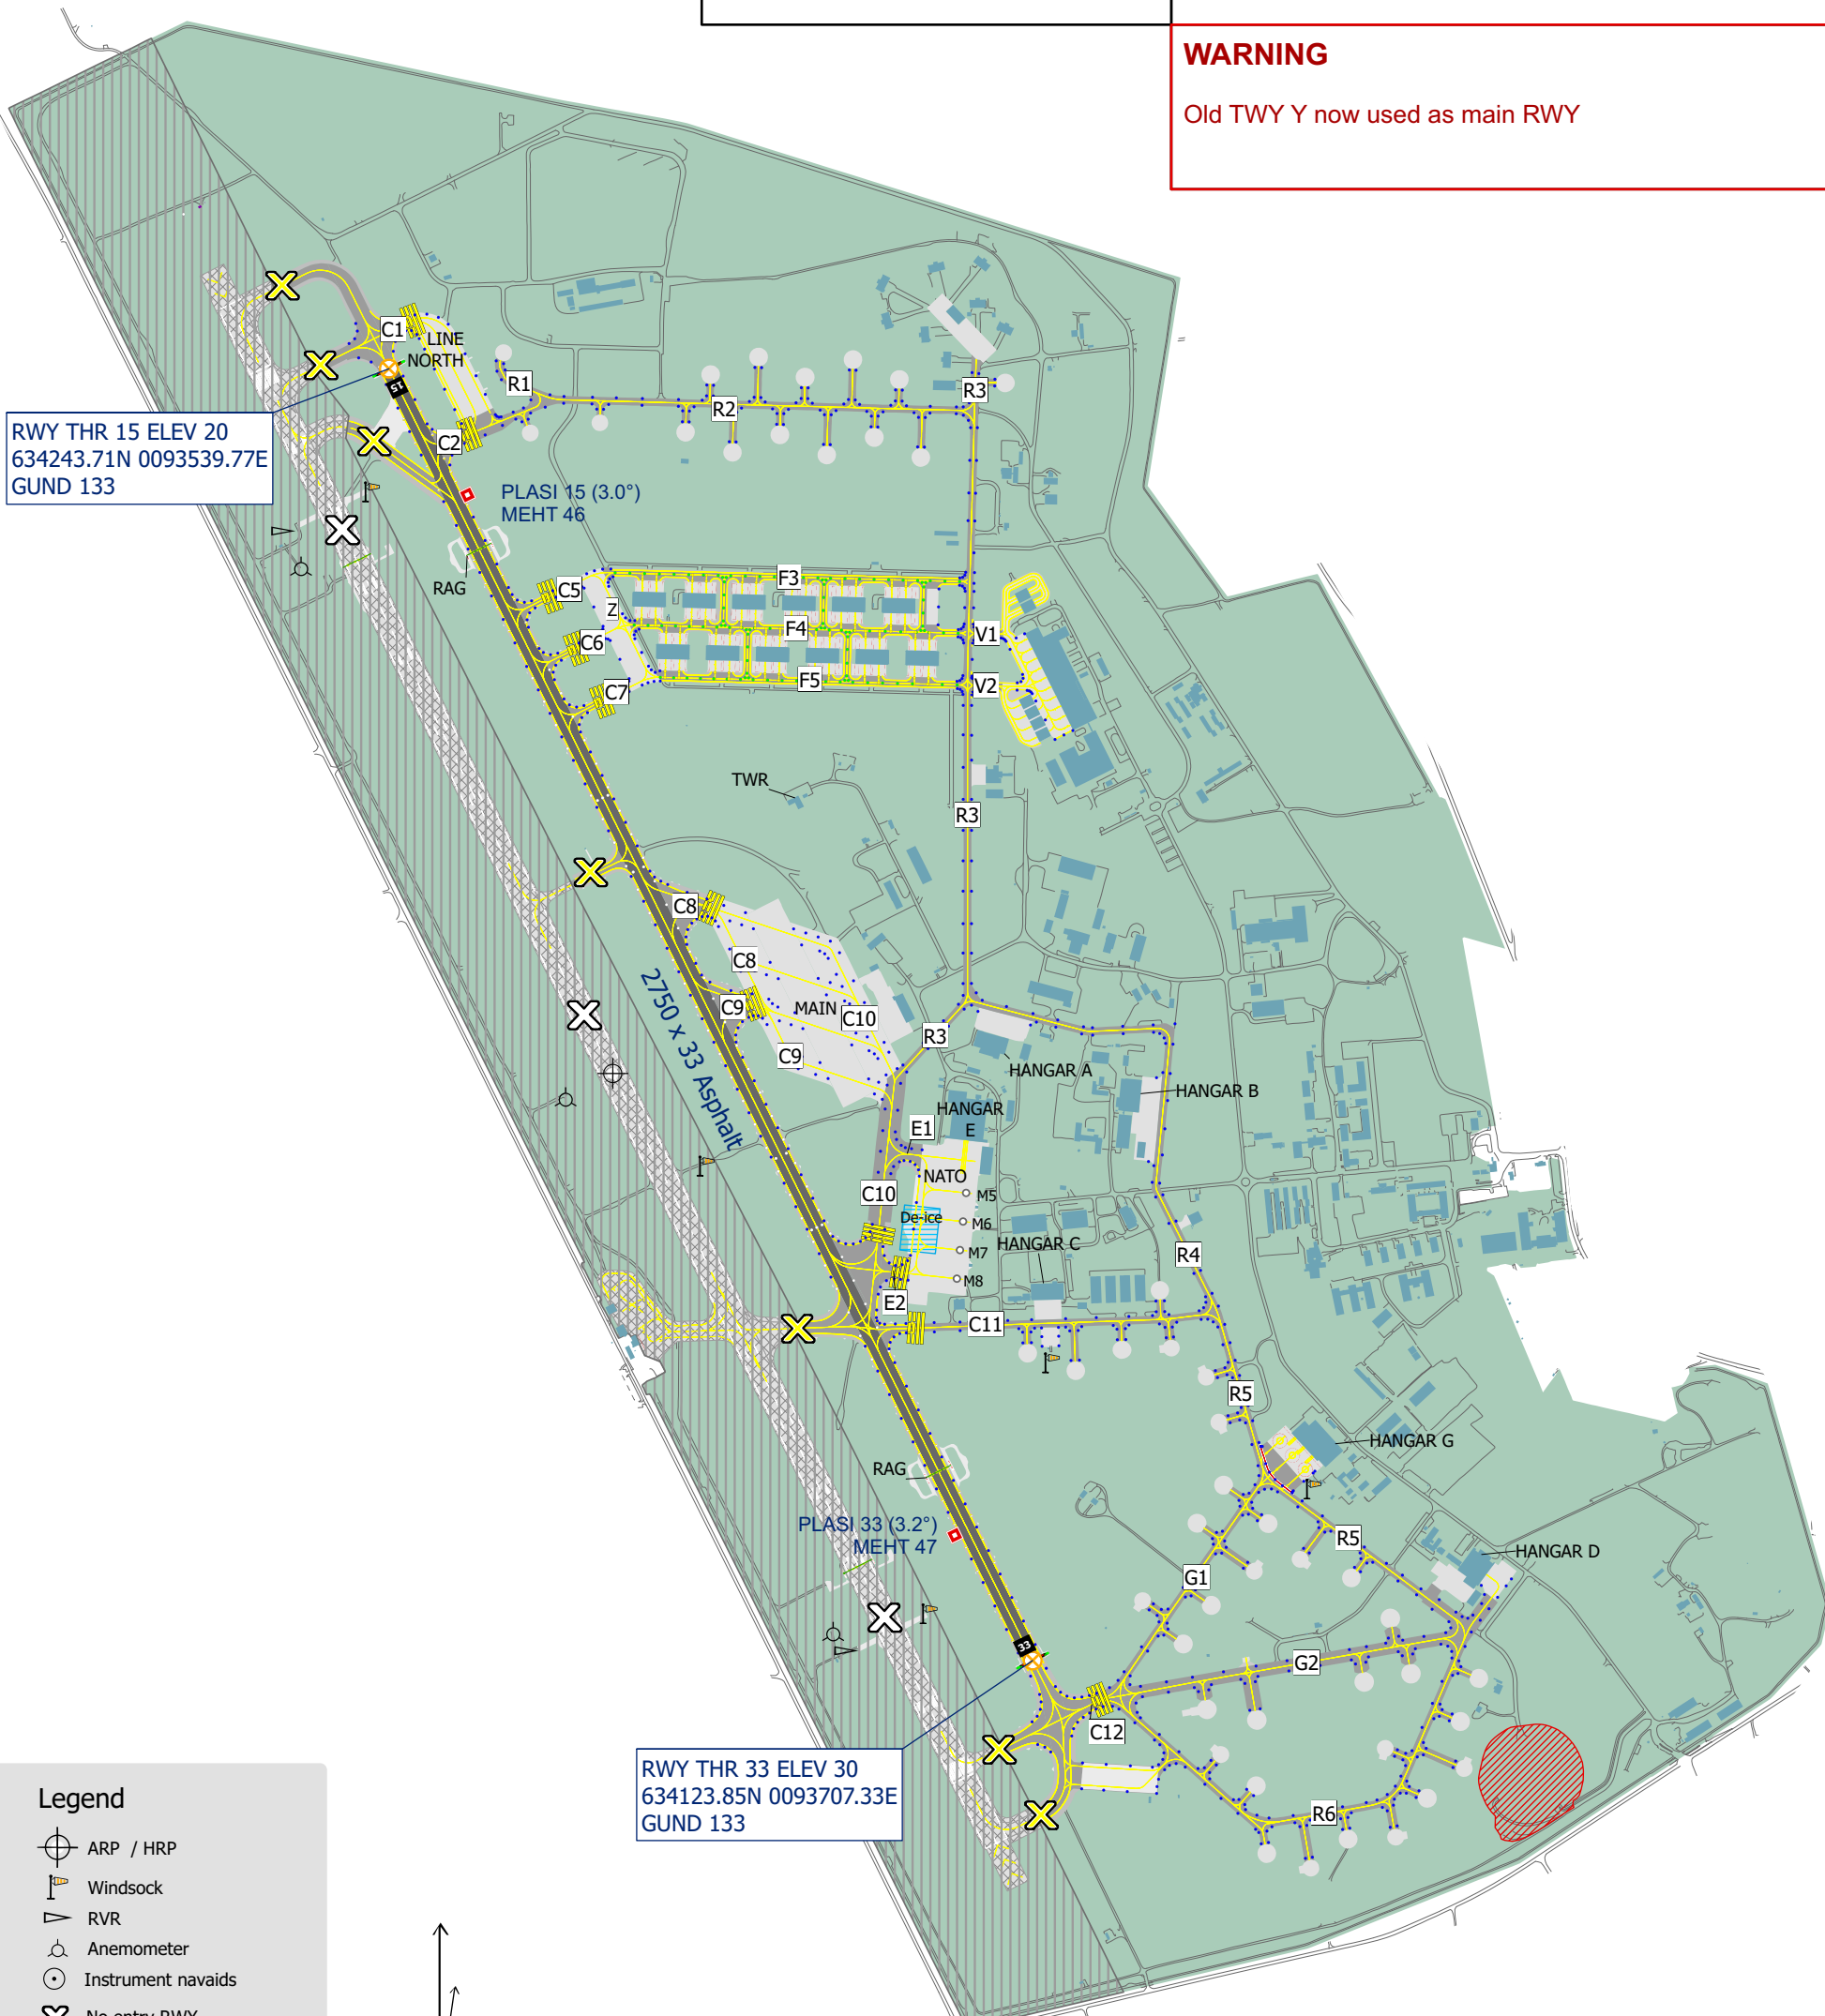 WARNING
Old TWY Y now used as main RWY
C1
LINE
NORTH
15
R1
R2
R3
RWY THR 15 ELEV 20
634243.71N 0093539.77E
GUND 133
C2
PLASI 15 (3.0°)
MEHT 46
RAG
C5
F3
Z
C6
F4
V1
C7
F5
V2
TWR
R3
C8
C8
2750 x 33 Asphalt
C9
MAIN
C10
C9
R3
HANGAR A
HANGAR B
HANGAR
E
E1
NATO
C10
M5
De-ice
M6
M7
HANGAR C
M8
R4
E2
C11
R5
HANGAR G
RAG
PLASI 33 (3.2°)
MEHT 47
R5
HANGAR D
G1
33
G2
C12
RWY THR 33 ELEV 30
634123.85N 0093707.33E
GUND 133
R6
Legend
ARP / HRP
Windsock
RVR
Anemometer
Instrument navaids
No entry RWY